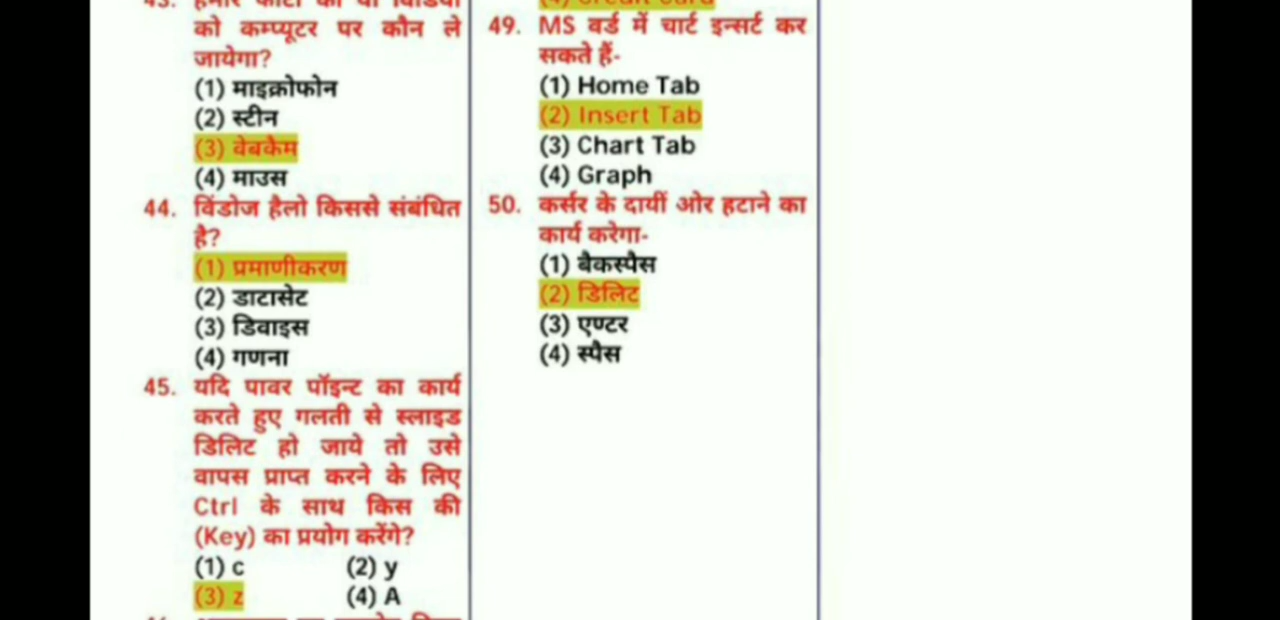 को कम्प्यूटर पर कौन ले
जायेगा?
(1) माइक्रोफोन
(2) स्टीन
(3) वेबकैम
(4) माउस
44. विंडोज हैलो किससे संबंधित
है?
(1) प्रमाणीकरण
(2) डाटासेट
(3) डिवाइस
(4) गणना
45. यदि पावर पॉइन्ट का कार्य
करते हुए गलती से स्लाइड
डिलिट हो जाये तो उसे
वापस प्राप्त करने के लिए
Ctrl के साथ किस की
(Key) का प्रयोग करेंगे?
(1) c (2) y
(3) z (4) A
(4) Credit Card
49. MS वर्ड में चार्ट इन्सर्ट कर
सकते हैं-
(1) Home Tab
(2) Insert Tab
(3) Chart Tab
(4) Graph
50. कर्सर के दायीं ओर हटाने का
कार्य करेगा-
(1) बैकस्पैस
(2) डिलिट
(3) एण्टर
(4) स्पैस